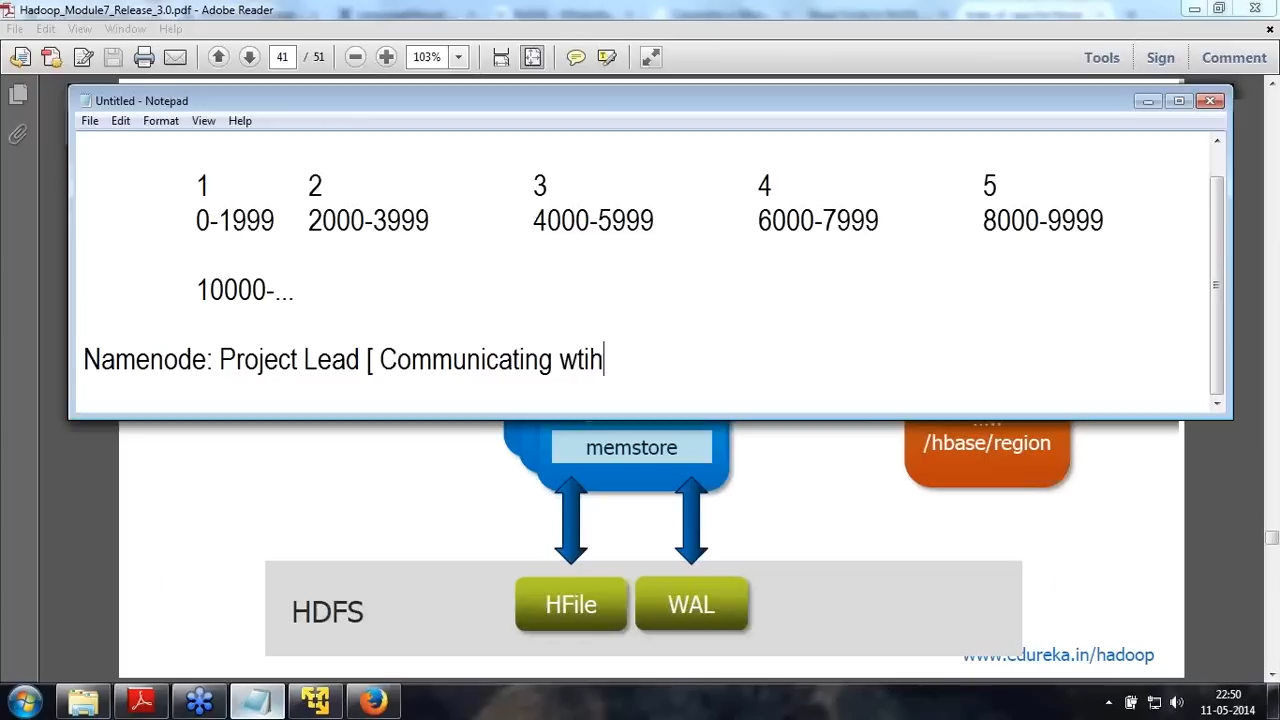 Hadoop_Module7_Release_3.0.pdf - Adobe Reader
File Edit View Window Help
41 / 51 103% Tools Sign Comment
Untitled - Notepad
File Edit Format View Help
1 2 3 4 5
0-1999 2000-3999 4000-5999 6000-7999 8000-9999
10000-...
Namenode: Project Lead [ Communicating wtih
memstore
/hbase/region
HFile WAL
HDFS
www.edureka.in/hadoop
22:50
11-05-2014